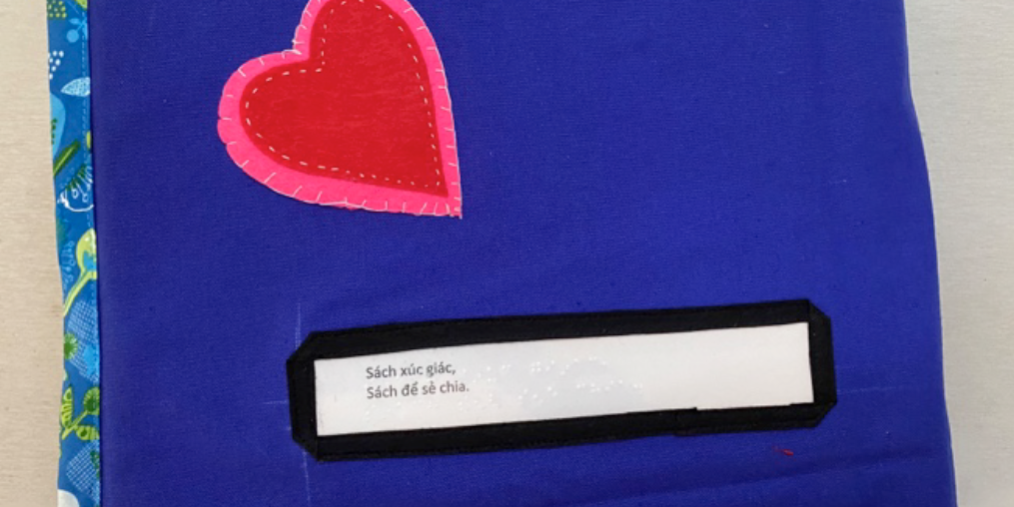 Sách xúc giác,
Sách để sẻ chia.